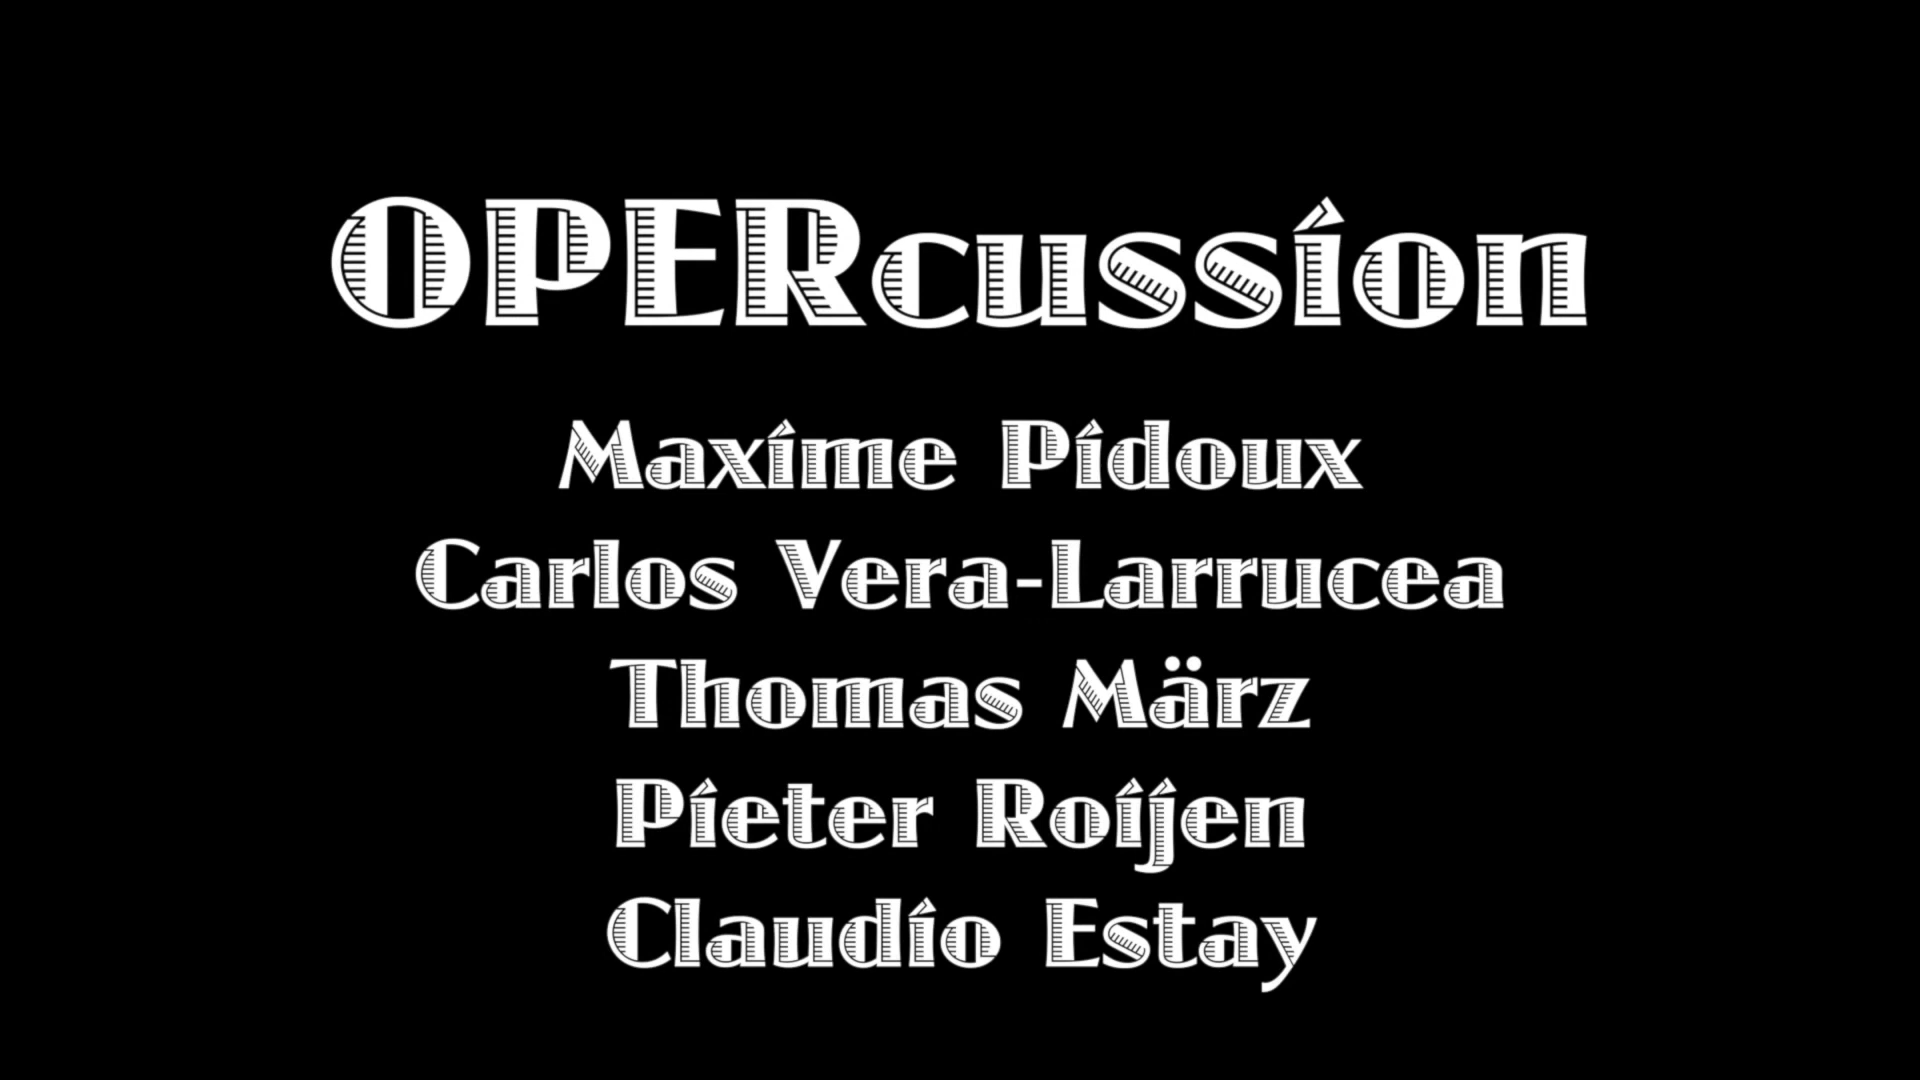 OPERcussion
Maxime Pidoux
Carlos Vera-Larrucea
Thomas März
Pieter Roijen
Claudio Estay